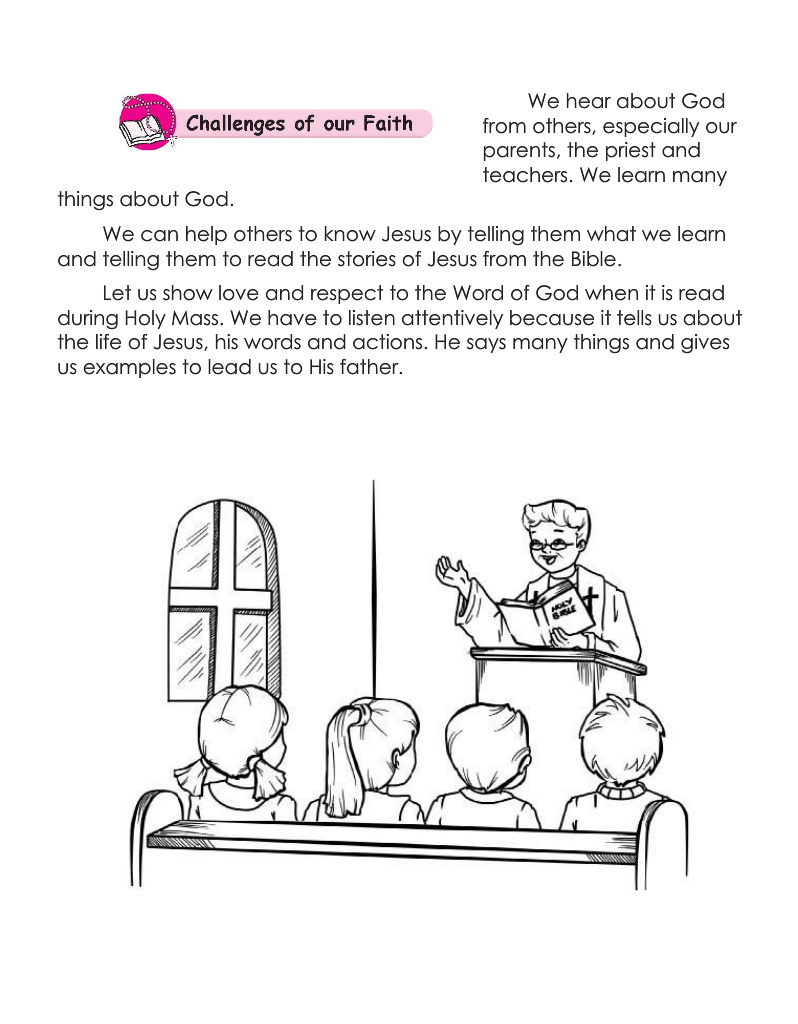 Challenges of our Faith
We hear about God
from others, especially our
parents, the priest and
teachers. We learn many
things about God.
We can help others to know Jesus by telling them what we learn
and telling them to read the stories of Jesus from the Bible.
Let us show love and respect to the Word of God when it is read
during Holy Mass. We have to listen attentively because it tells us about
the life of Jesus, his words and actions. He says many things and gives
us examples to lead us to His father.
HOLY
BIBLE